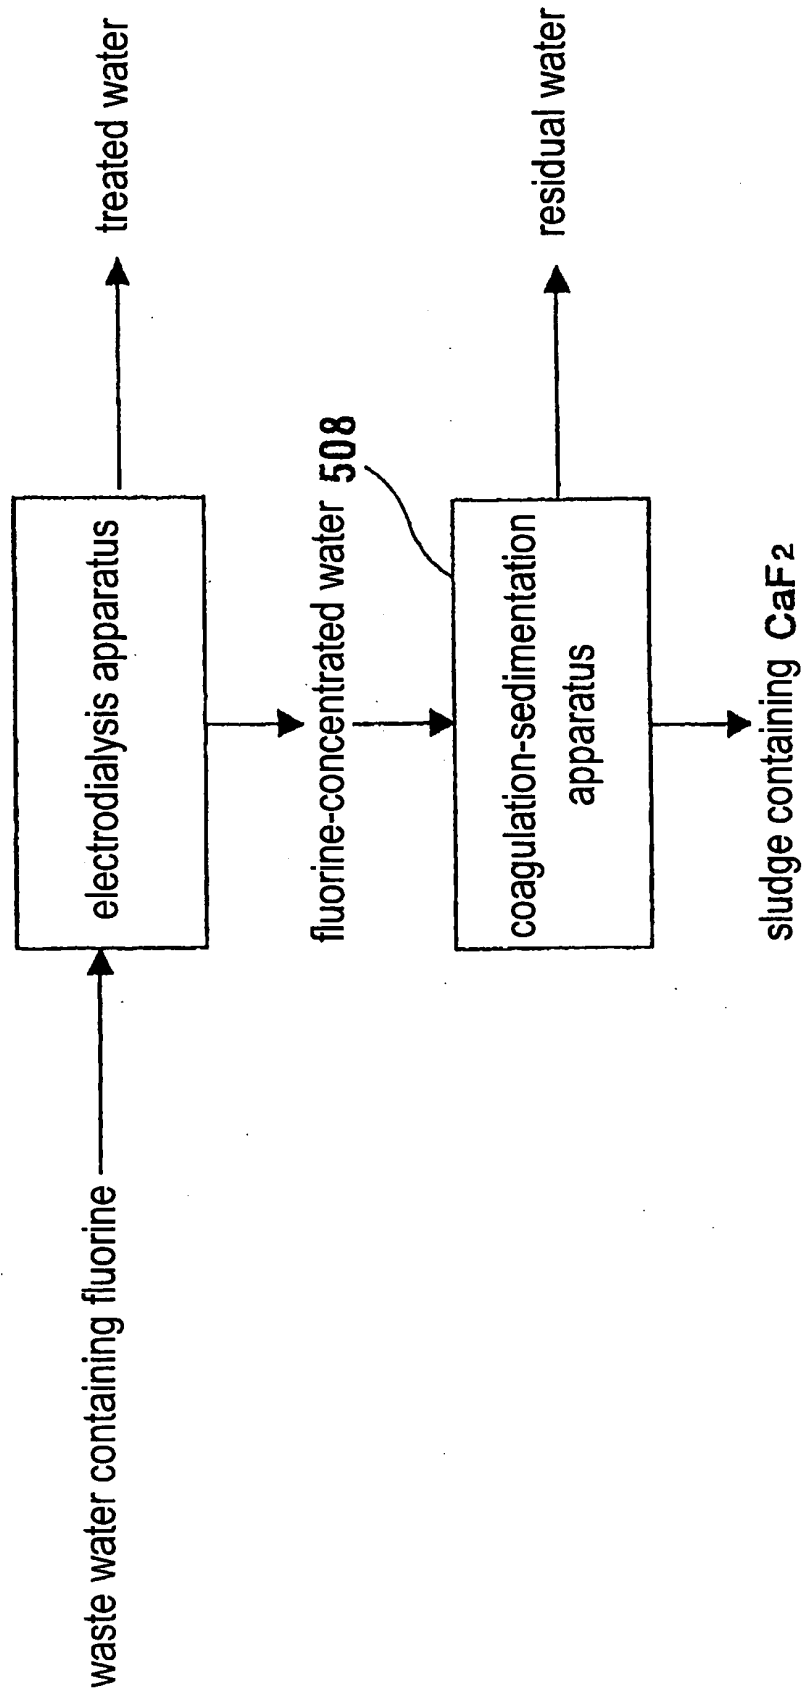 waste water containing fluorine
electrodialysis apparatus
treated water
fluorine-concentrated water
508
coagulation-sedimentation
apparatus
residual water
sludge containing CaF2